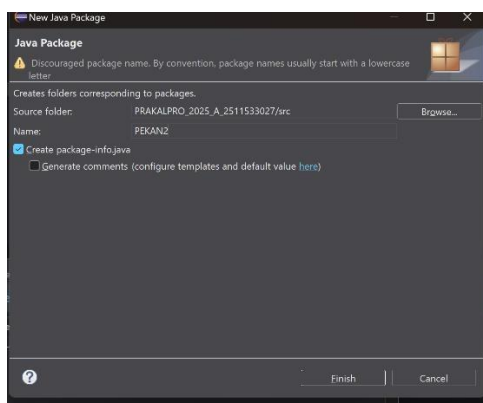 New Java Package
Java Package
Discouraged package name. By convention, package names usually start with a lowercase
letter
Creates folders corresponding to packages.
Source folder: PRAKALPRO_2025_A_2511533027/src Browse...
Name: PEKAN2
Create package-info.java
Generate comments (configure templates and default value here)
? Finish Cancel